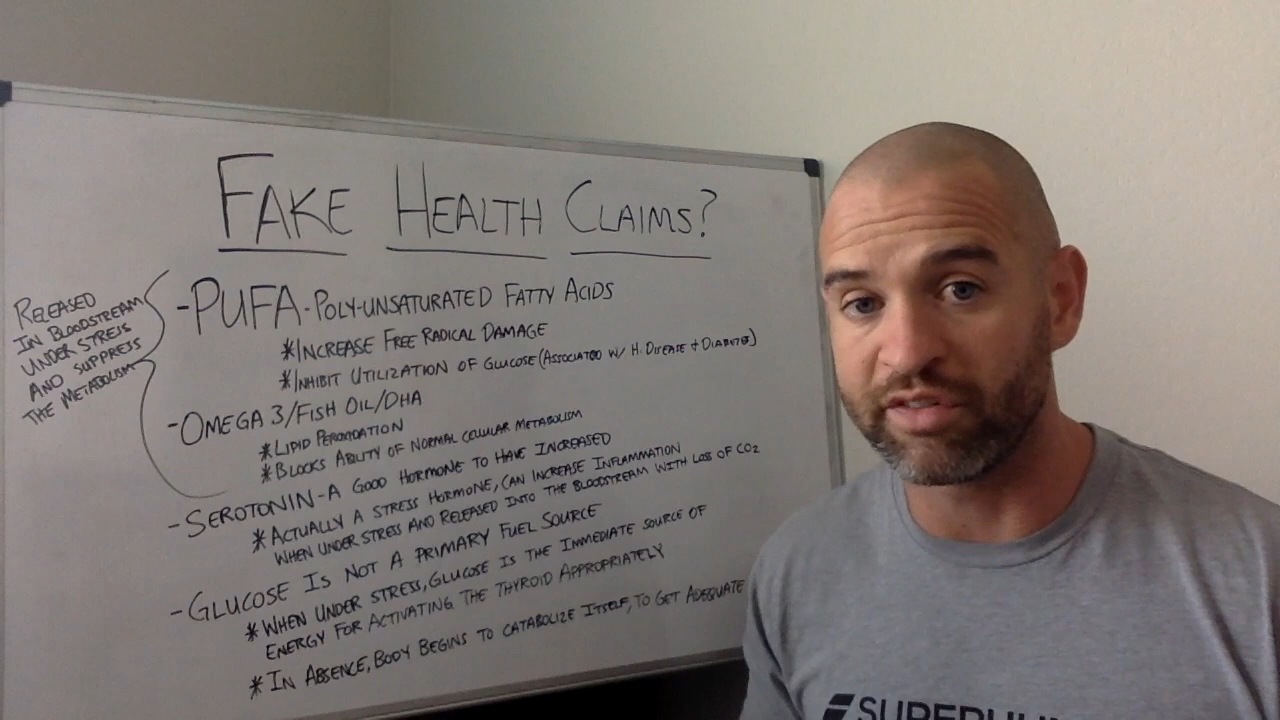 FAKE HEALTH CLAIMS?
RELEASED
IN BLOODSTREAM
UNDER STRESS
AND SUPPRESS
THE METABOLISM
-PUFA-POLY-UNSATURATED FATTY ACIDS
*INCREASE FREE RADICAL DAMAGE
*INHIBIT UTILIZATION OF GLUCOSE (ASSOCIATED W/ H. DISEASE + DIABETES)
-OMEGA 3/FISH OIL/DHA
*LIPID
*BLOCKS ABILITY OF NORMAL CELLULAR METABOLISM
-SEROTONIN-A GOOD HORMONE TO HAVE INCREASED
*ACTUALLY A STRESS HORMONE, CAN INCREASE INFLAMMATION
WHEN UNDER STRESS AND RELEASED INTO THE BLOODSTREAM WITH LOSS OF CO2
-GLUCOSE IS NOT A PRIMARY FUEL SOURCE
*WHEN UNDER STRESS, GLUCOSE IS THE IMMEDIATE SOURCE OF
ENERGY FOR ACTIVATING THE THYROID APPROPRIATELY
*IN ABSENCE, BODY BEGINS TO CATABOLIZE ITSELF, TO GET ADEQUATE